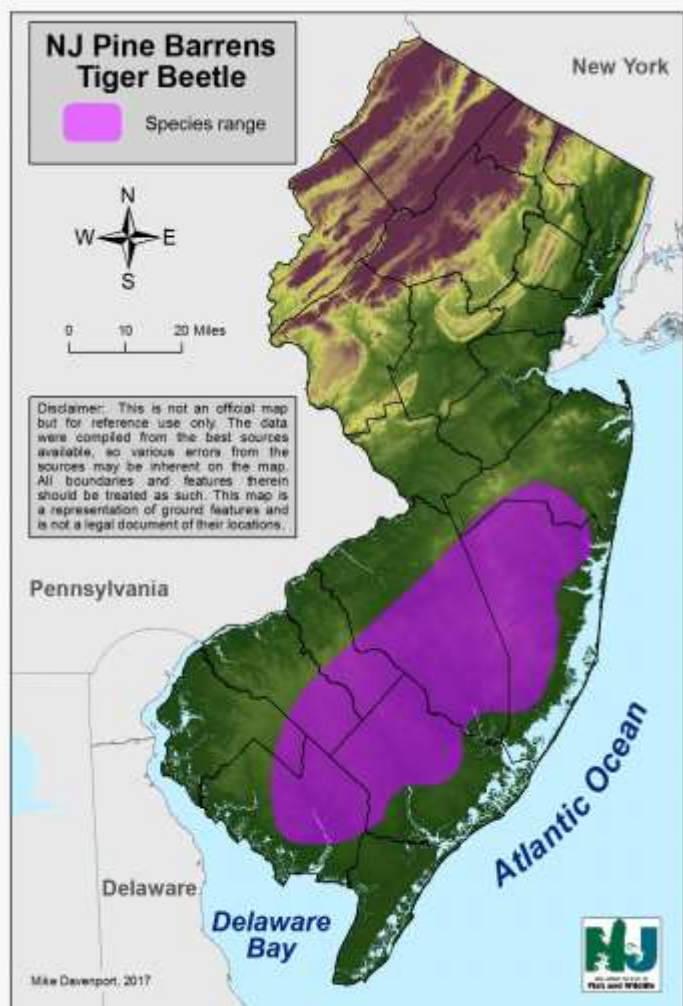 NJ Pine Barrens
Tiger Beetle
Species range
New York
N
W E
S
0 10 20 Miles
Disclaimer: This is not an official map
but for reference use only. The data
were compiled from the best sources
available, so various errors from the
sources may be inherent on the map.
All boundaries and features therein
should be treated as such. This map is
a representation of ground features and
is not a legal document of their locations.
Pennsylvania
Atlantic Ocean
Delaware
Delaware
Bay
NJ
Fish and Wildlife
Mike Davenport, 2017